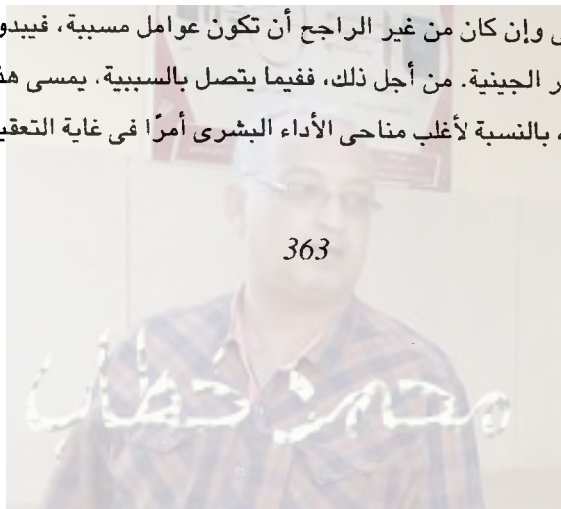 ى وإن كان من غير الراجح أن تكون عوامل مسببة، فيبدو
ر الجينية. من أجل ذلك، ففيما يتصل بالسببية، يمسى هذ
، بالنسبة لأغلب مناحى الأداء البشرى أمرًا فى غاية التعقي
363
محمد خطاب